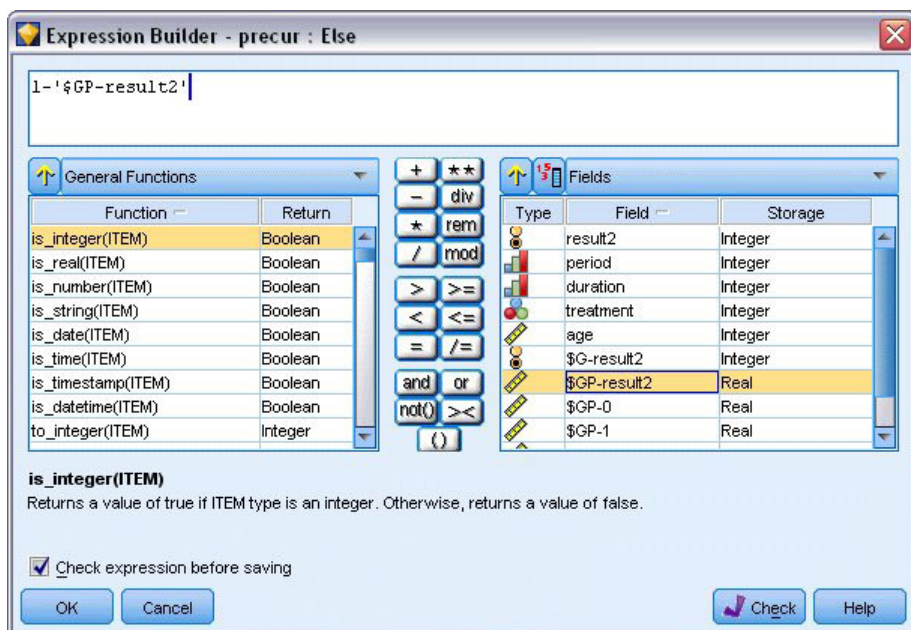 Expression Builder - precur : Else
1-'$GP-result2'
General Functions
Fields
Function Return
Type Field Storage
is_integer(ITEM) Boolean
is_real(ITEM) Boolean
is_number(ITEM) Boolean
is_string(ITEM) Boolean
is_date(ITEM) Boolean
is_time(ITEM) Boolean
is_timestamp(ITEM) Boolean
is_datetime(ITEM) Boolean
to_integer(ITEM) Integer
+ **
- div
* rem
/ mod
> >=
< <=
= /=
and or
not() ><
()
result2 Integer
period Integer
duration Integer
treatment Integer
age Integer
$G-result2 Integer
$GP-result2 Real
$GP-0 Real
$GP-1 Real
is_integer(ITEM)
Returns a value of true if ITEM type is an integer. Otherwise, returns a value of false.
Check expression before saving
OK Cancel Check Help